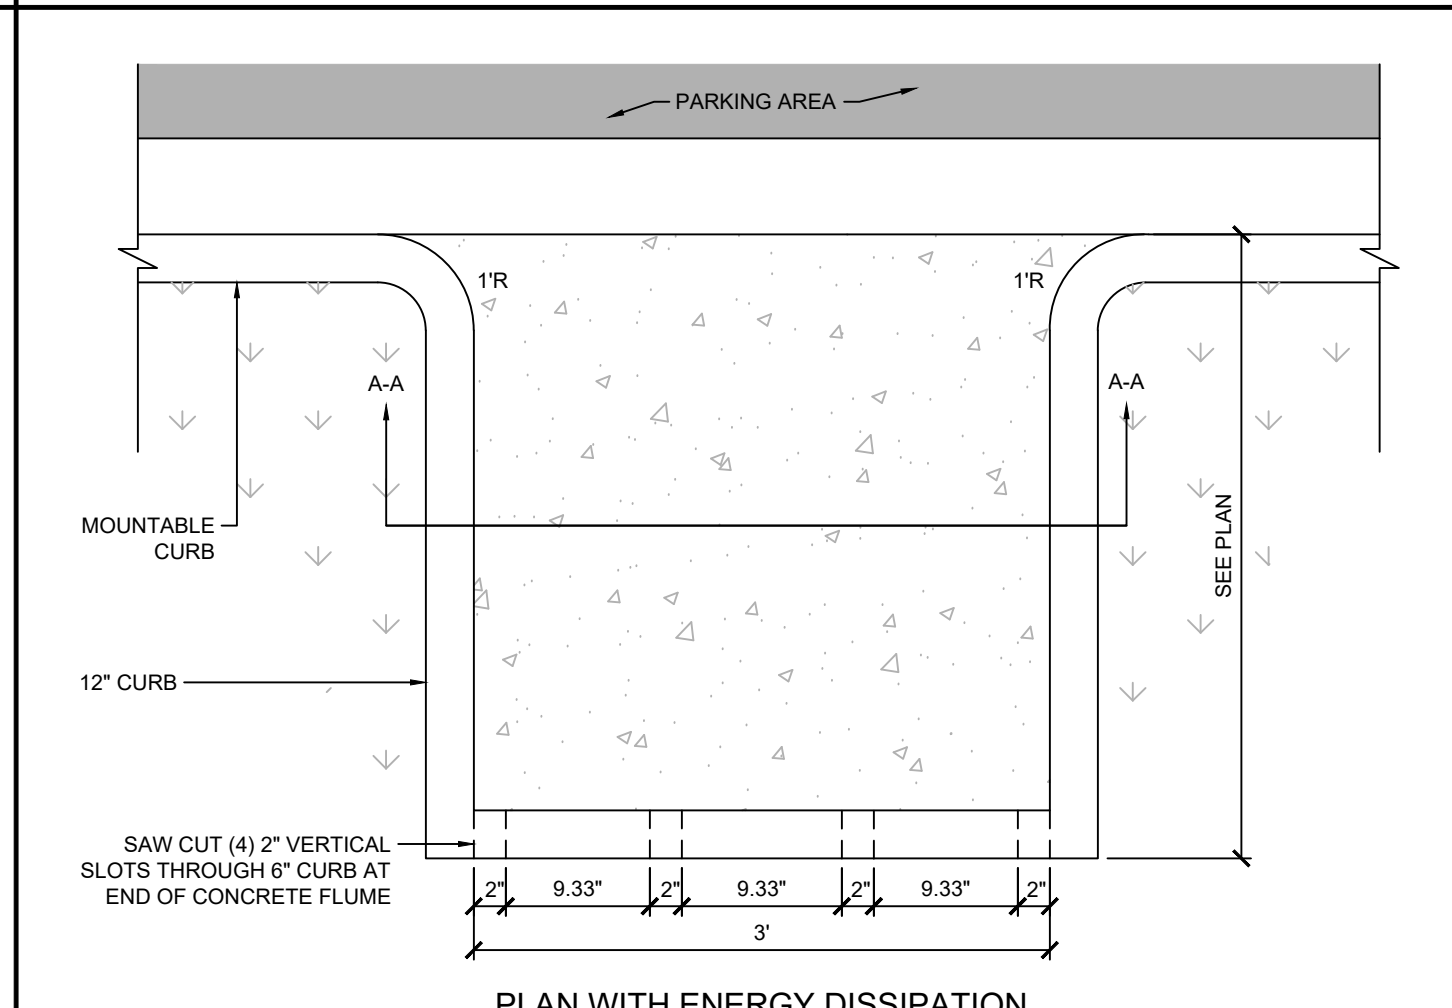 PARKING AREA
1'R
1'R
A-A
A-A
MOUNTABLE
CURB
SEE PLAN
12" CURB
SAW CUT (4) 2" VERTICAL
SLOTS THROUGH 6" CURB AT
END OF CONCRETE FLUME
2" 9.33" 2" 9.33" 2" 9.33" 2"
3'
PLAN WITH ENERGY DISSIPATION